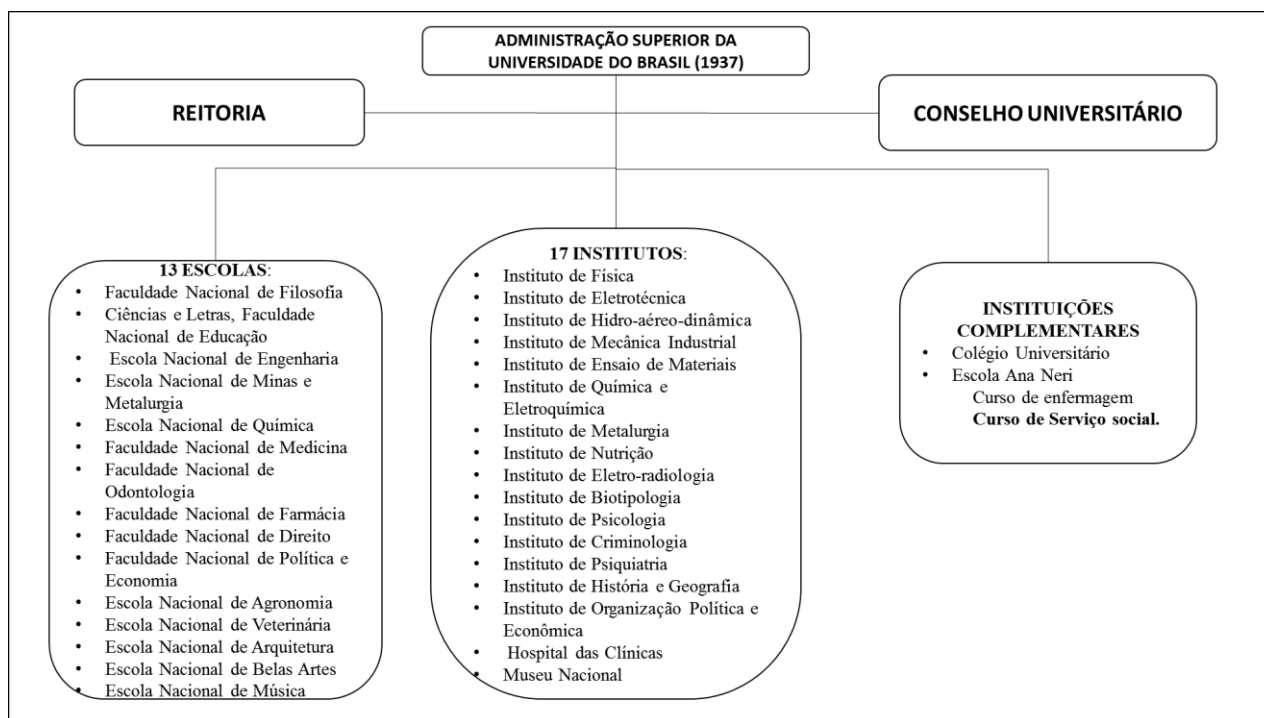 ADMINISTRAÇÃO SUPERIOR DA
UNIVERSIDADE DO BRASIL (1937)
REITORIA
CONSELHO UNIVERSITÁRIO
13 ESCOLAS:
• Faculdade Nacional de Filosofia
• Ciências e Letras, Faculdade
Nacional de Educação
• Escola Nacional de Engenharia
• Escola Nacional de Minas e
Metalurgia
• Escola Nacional de Química
• Faculdade Nacional de Medicina
• Faculdade Nacional de
Odontologia
• Faculdade Nacional de Farmácia
• Faculdade Nacional de Direito
• Faculdade Nacional de Política e
Economia
• Escola Nacional de Agronomia
• Escola Nacional de Veterinária
• Escola Nacional de Arquitetura
• Escola Nacional de Belas Artes
• Escola Nacional de Música
17 INSTITUTOS:
• Instituto de Física
• Instituto de Eletrotécnica
• Instituto de Hidro-aéreo-dinâmica
• Instituto de Mecânica Industrial
• Instituto de Ensaio de Materiais
• Instituto de Química e
Eletroquímica
• Instituto de Metalurgia
• Instituto de Nutrição
• Instituto de Eletro-radiologia
• Instituto de Biotipologia
• Instituto de Psicologia
• Instituto de Criminologia
• Instituto de Psiquiatria
• Instituto de História e Geografia
• Instituto de Organização Política e
Econômica
• Hospital das Clínicas
• Museu Nacional
INSTITUIÇÕES
COMPLEMENTARES
• Colégio Universitário
• Escola Ana Neri
Curso de enfermagem
Curso de Serviço social.